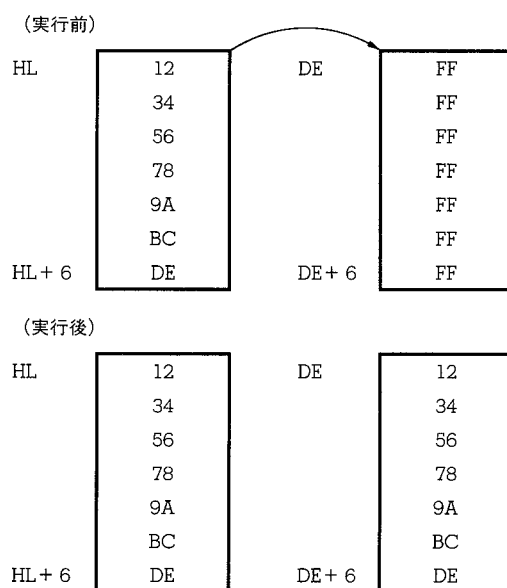 （実行前）
HL 12 DE FF
34 FF
56 FF
78 FF
9A FF
BC FF
HL+6 DE DE+6 FF
（実行後）
HL 12 DE 12
34 34
56 56
78 78
9A 9A
BC BC
HL+6 DE DE+6 DE